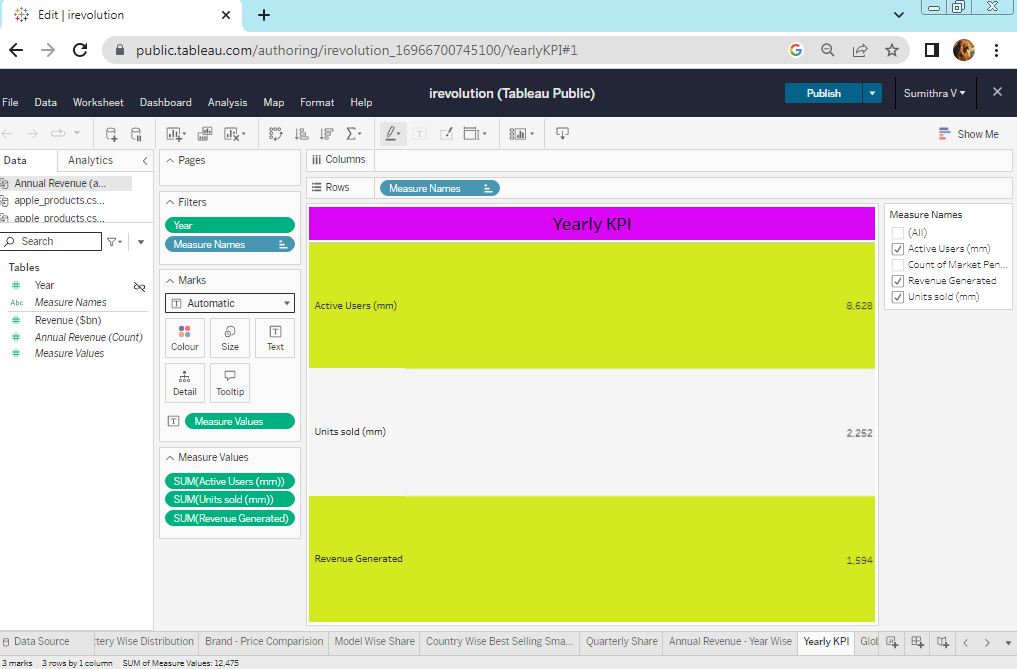 Edit | irevolution
public.tableau.com/authoring/irevolution_16966700745100/YearlyKPI#1
irevolution (Tableau Public)
Publish
Sumithra V
File Data Worksheet Dashboard Analysis Map Format Help
Show Me
Data Analytics
Annual Revenue (a...
apple_products.cs...
apple_products.cs...
Search
Tables
Year
Abc Measure Names
Revenue ($bn)
Annual Revenue (Count)
Measure Values
Pages
Filters
Year
Measure Names
Marks
Automatic
Colour Size Text
Detail Tooltip
Measure Values
Measure Values
SUM(Active Users (mm))
SUM(Units sold (mm))
SUM(Revenue Generated)
Columns
Rows Measure Names
Yearly KPI
Active Users (mm) 8,628
Units sold (mm) 2,252
Revenue Generated 1,594
Measure Names
(All)
Active Users (mm)
Count of Market Pen...
Revenue Generated
Units sold (mm)
Data Source tery Wise Distribution Brand - Price Comparision Model Wise Share Country Wise Best Selling Sma... Quarterly Share Annual Revenue - Year Wise Yearly KPI Glob
3 marks 3 rows by 1 column SUM of Measure Values: 12,475